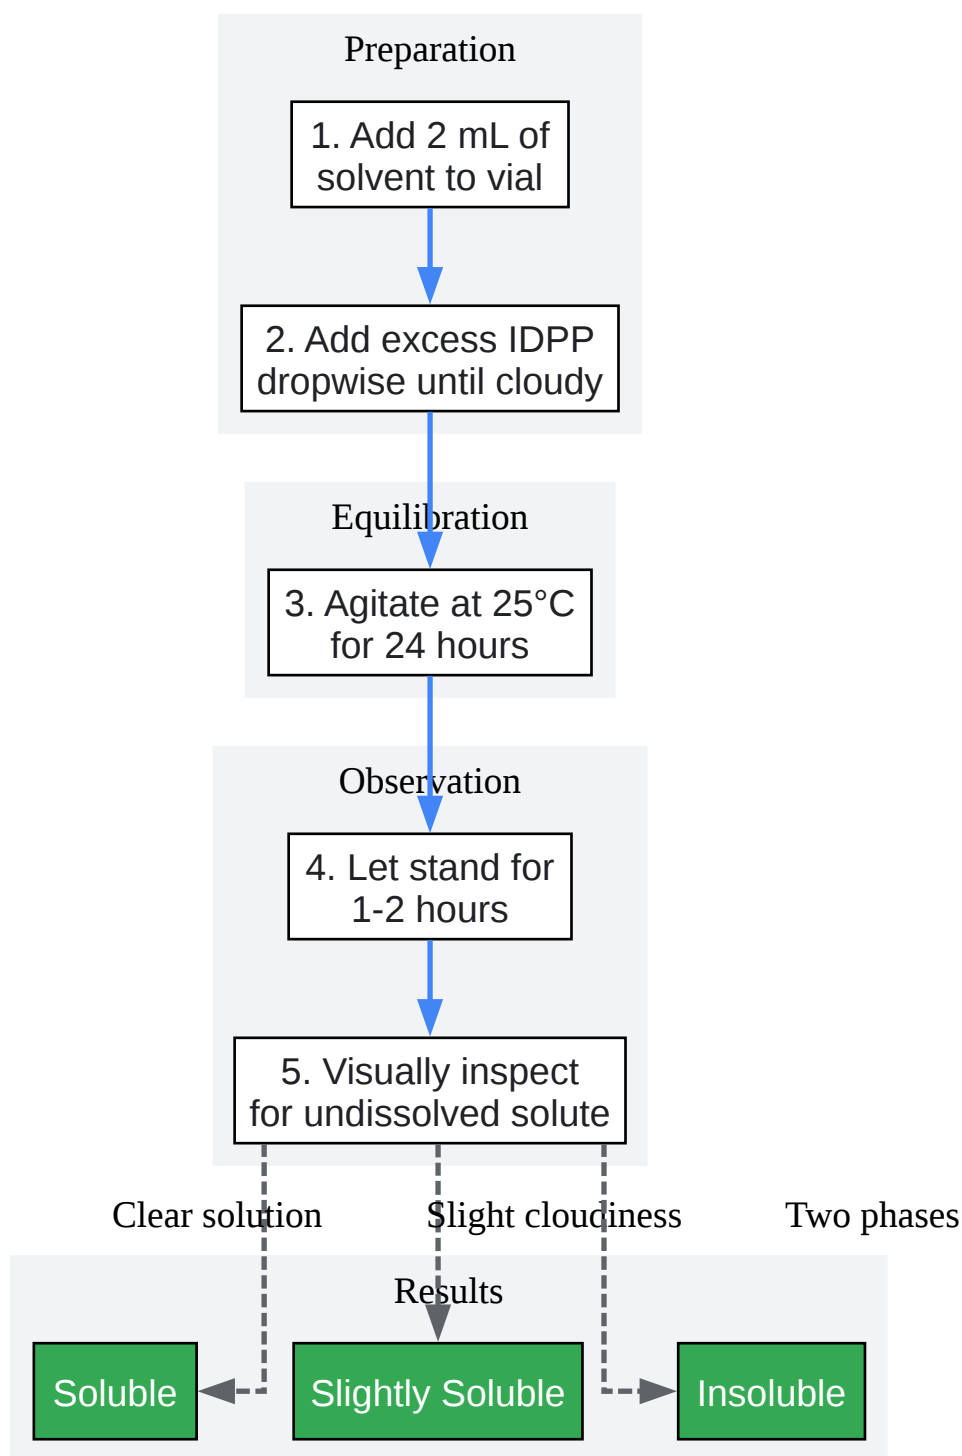 Preparation
1. Add 2 mL of
solvent to vial
2. Add excess IDPP
dropwise until cloudy
Equilibration
3. Agitate at 25°C
for 24 hours
Observation
4. Let stand for
1-2 hours
5. Visually inspect
for undissolved solute
Clear solution
Slight cloudiness
Two phases
Results
Soluble
Slightly Soluble
Insoluble